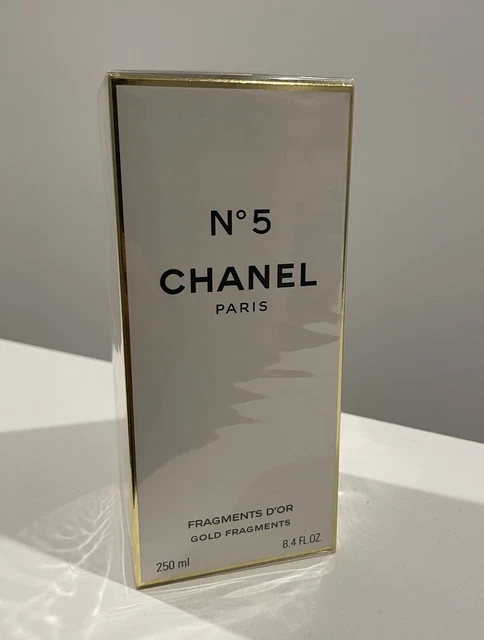 N°5
CHANEL
PARIS
FRAGMENTS D'OR
GOLD FRAGMENTS
250 ml 8.4 FL.OZ.